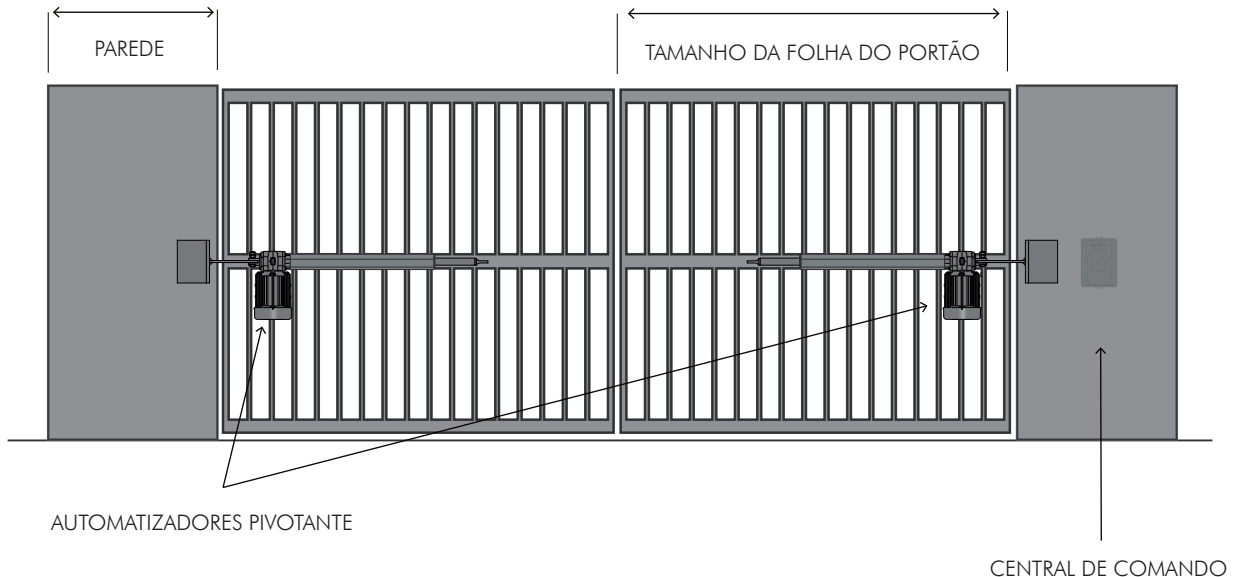 PAREDE
TAMANHO DA FOLHA DO PORTÃO
AUTOMATIZADORES PIVOTANTE
CENTRAL DE COMANDO